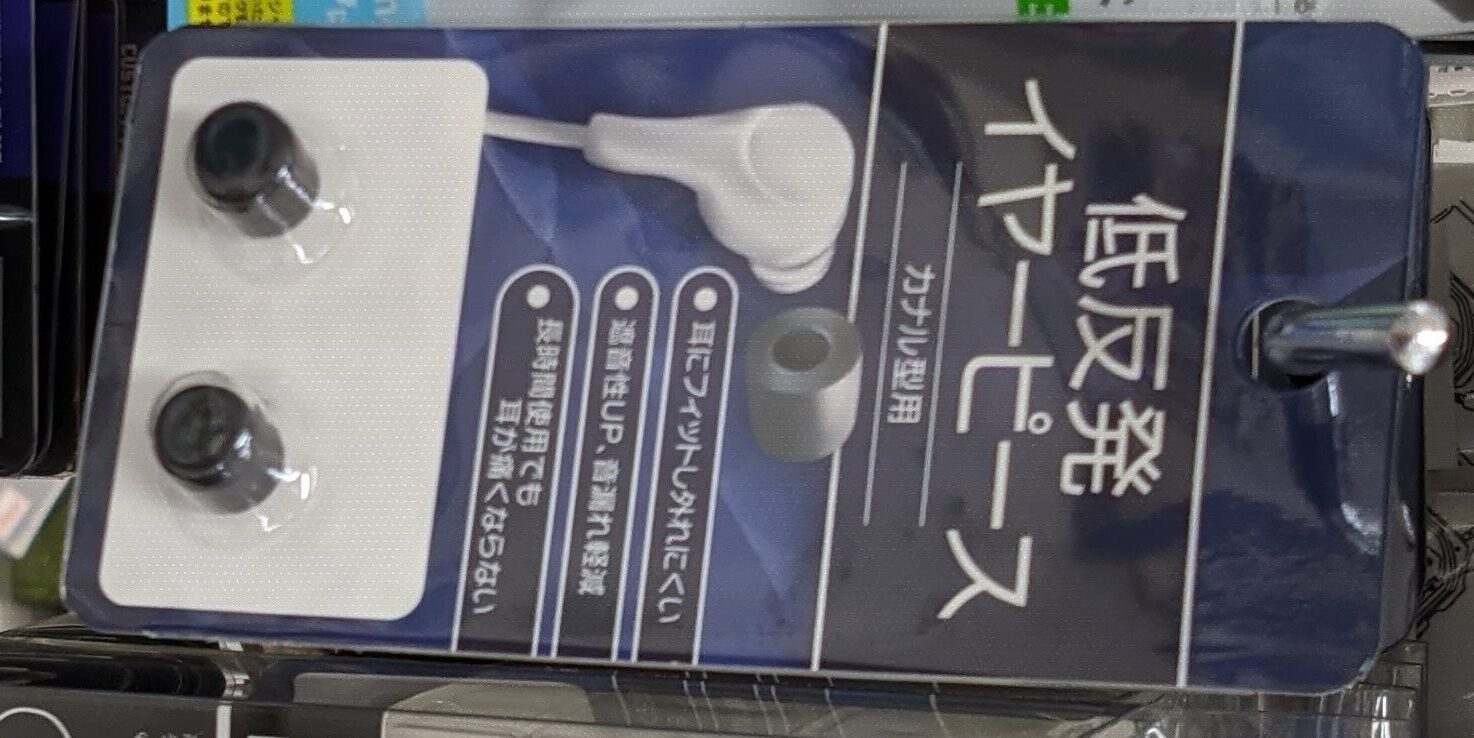 低反発
イヤーピース
カナル型用
耳にフィットし外れにくい
遮音性UP、音漏れ軽減
長時間使用でも
耳が痛くならない